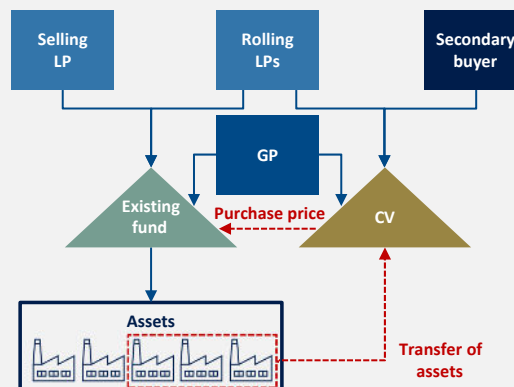 Selling
LP
Rolling
LPs
Secondary
buyer
GP
Existing
fund
Purchase price
CV
Assets
Transfer of
assets